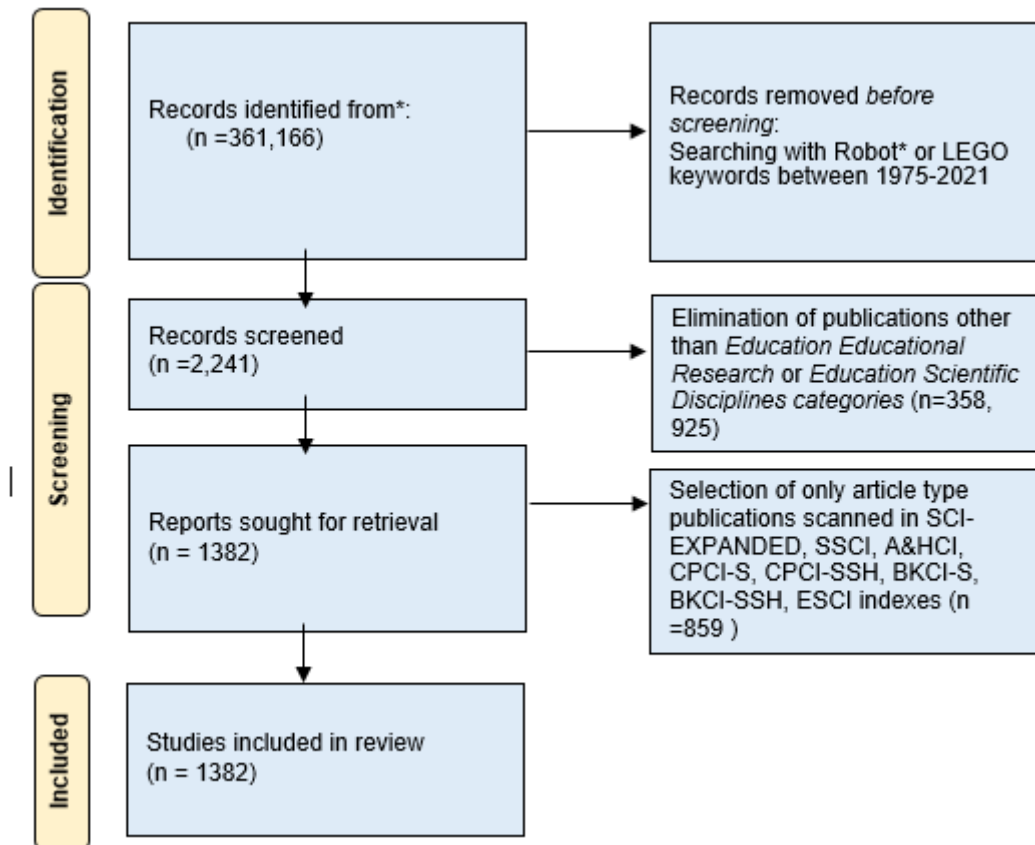 Identification
Records identified from*:
(n =361,166)
Records removed before
screening:
Searching with Robot* or LEGO
keywords between 1975-2021
Screening
Records screened
(n =2,241)
Elimination of publications other
than Education Educational
Research or Education Scientific
Disciplines categories (n=358,
925)
Reports sought for retrieval
(n = 1382)
Selection of only article type
publications scanned in SCI-
EXPANDED, SSCI, A&HCI,
CPCI-S, CPCI-SSH, BKCI-S,
BKCI-SSH, ESCI indexes (n
=859 )
Included
Studies included in review
(n = 1382)